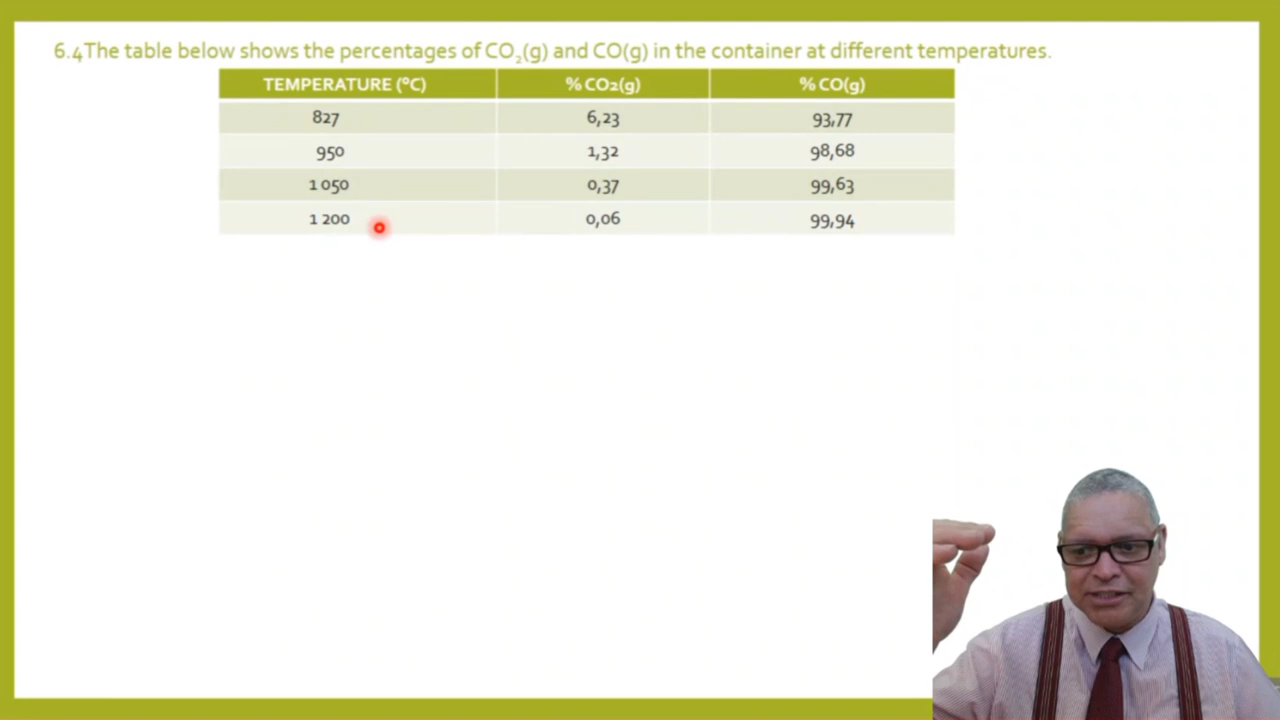 6.4The table below shows the percentages of CO₂(g) and CO(g) in the container at different temperatures.
TEMPERATURE (ºC) % CO2(g) % CO(g)
827 6,23 93,77
950 1,32 98,68
1 050 0,37 99,63
1 200 0,06 99,94